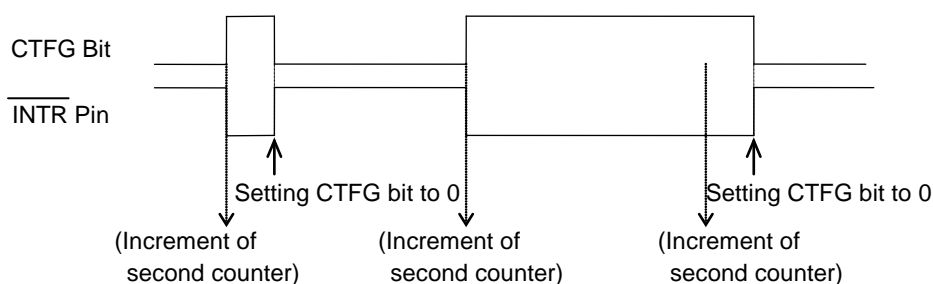 CTFG Bit
INTR Pin
Setting CTFG bit to 0
Setting CTFG bit to 0
(Increment of
second counter)
(Increment of
second counter)
(Increment of
second counter)